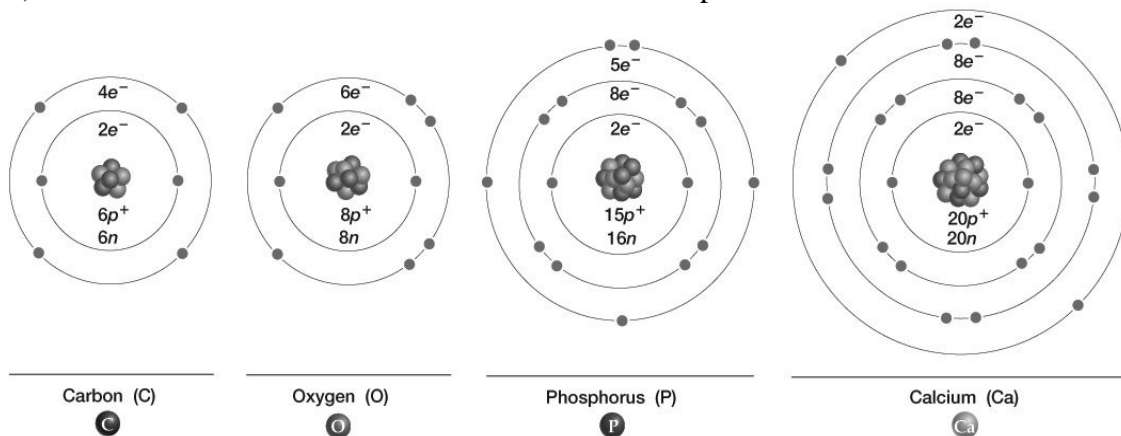 4e⁻
2e⁻
6p⁺
6n
Carbon (C)
C
6e⁻
2e⁻
8p⁺
8n
Oxygen (O)
O
5e⁻
8e⁻
2e⁻
15p⁺
16n
Phosphorus (P)
P
2e⁻
8e⁻
8e⁻
2e⁻
20p⁺
20n
Calcium (Ca)
Ca